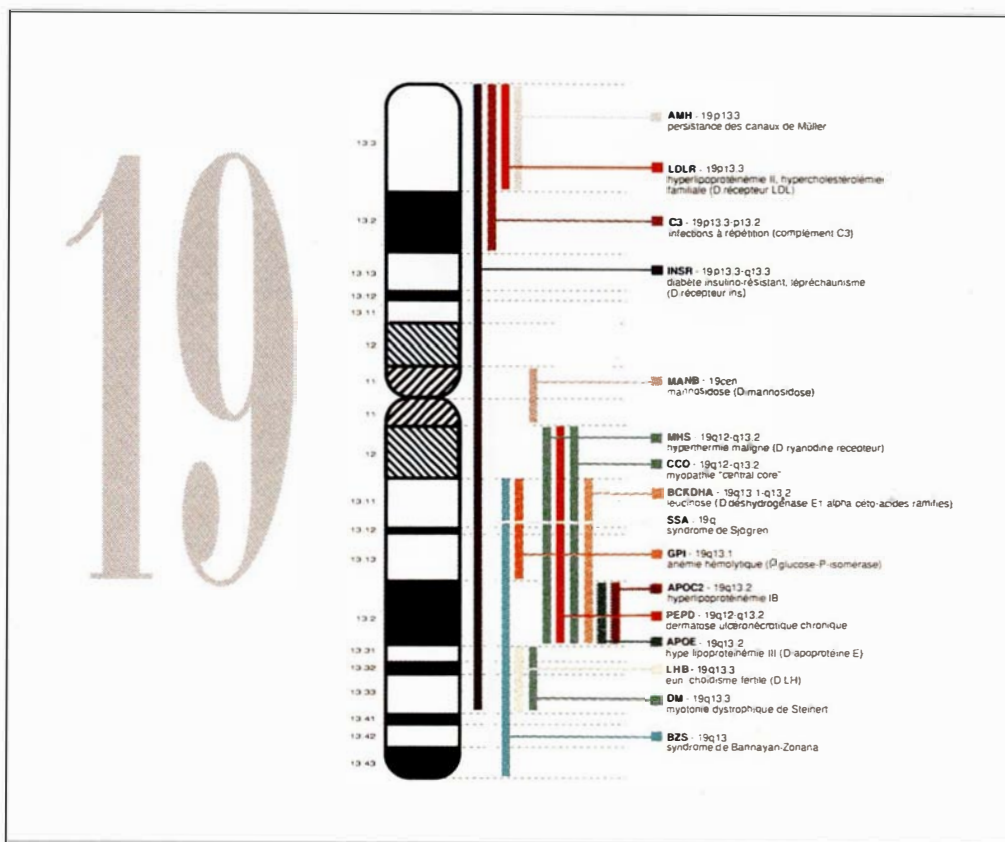 19
13.3
13.2
13.13
13.12
13.11
12
11
11
12
13.11
13.12
13.13
13.2
13.31
13.32
13.33
13.41
13.42
13.43
AMH - 19p13.3
persistance des canaux de Müller
LDLR - 19p13.3
hyperlipoprotéinémie II, hypercholestérolémie
familiale (D.récepteur LDL)
C3 - 19p13.3-p13.2
infections à répétition (complément C3)
INSR - 19p13.3-q13.3
diabète insulino-résistant, lépréchaunisme
(D.récepteur ins)
MANB - 19cen
mannosidose (D.mannosidose)
MHS - 19q12-q13.2
hyperthermie maligne (D ryanodine recepteur)
CCO - 19q12-q13.2
myopathie "central core"
BCKDHA - 19q13 1-q13.2
leucinose (D déshydrogénase E1 alpha céto-acides ramifiés)
SSA - 19q
syndrome de Sjögren
GPI - 19q13.1
anémie hémolytique (D glucose-P-isomérase)
APOC2 - 19q13.2
hyperlipoprotéinémie IB
PEPD - 19q12-q13.2
dermatose ulcéronécrotique chronique
APOE - 19q13.2
hype lipoprotéinémie III (D apoprotéine E)
LHB - 19q13.3
eun choïdisme fertile (D LH)
DM - 19q13.3
myotonie dystrophique de Steinert
BZS - 19q13
syndrome de Bannayan-Zonana